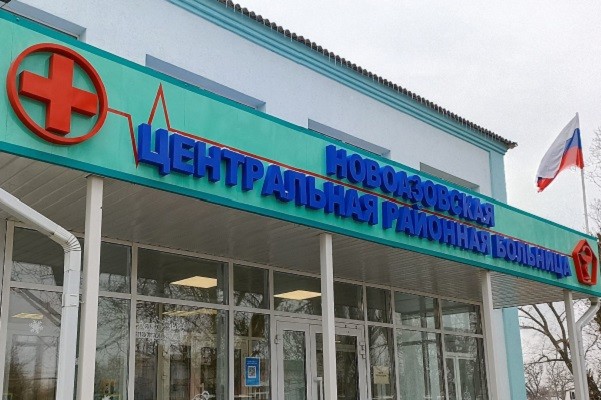 НОВОАЗОВСКАЯ
ЦЕНТРАЛЬНАЯ РАЙОННАЯ БОЛЬНИЦА